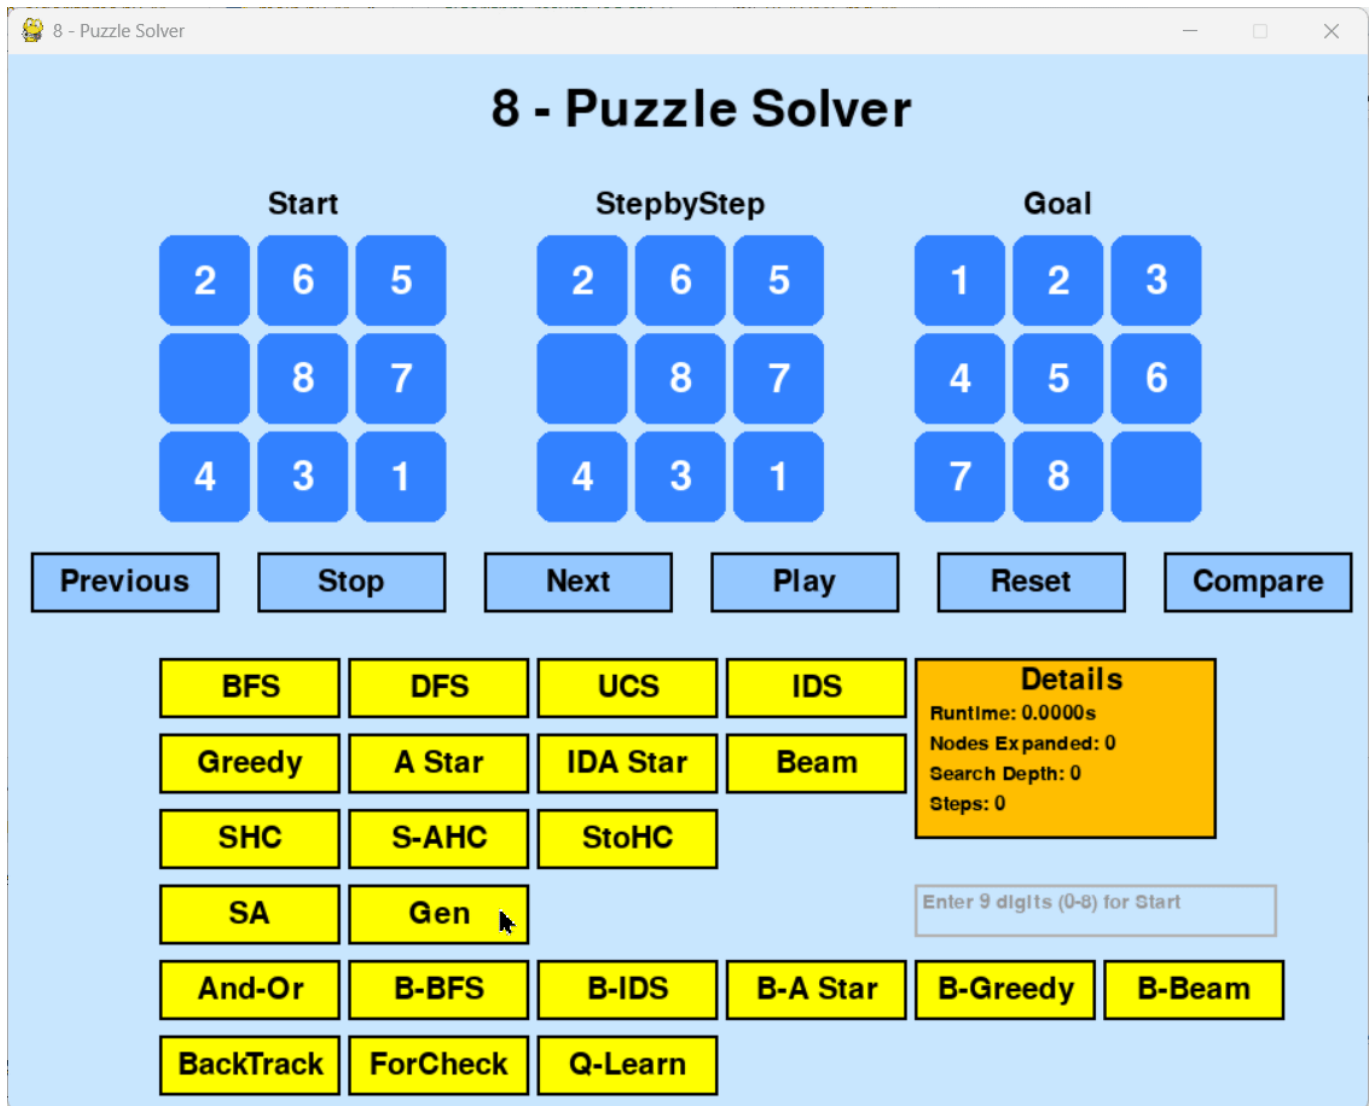 8 - Puzzle Solver
8 - Puzzle Solver
Start StepbyStep Goal
2 6 5 2 6 5 1 2 3
8 7 8 7 4 5 6
4 3 1 4 3 1 7 8
Previous Stop Next Play Reset Compare
BFS DFS UCS IDS
Details
Runtime: 0.0000s
Nodes Expanded: 0
Search Depth: 0
Steps: 0
Greedy A Star IDA Star Beam
SHC S-AHC StoHC
SA Gen
Enter 9 digits (0-8) for Start
And-Or B-BFS B-IDS B-A Star B-Greedy B-Beam
BackTrack ForCheck Q-Learn